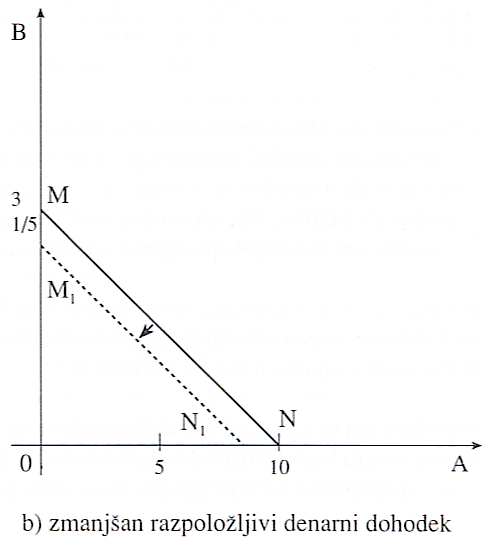 B
3
M
1/5
M₁
N₁
N
0
5
10
A
b) zmanjšan razpoložljivi denarni dohodek